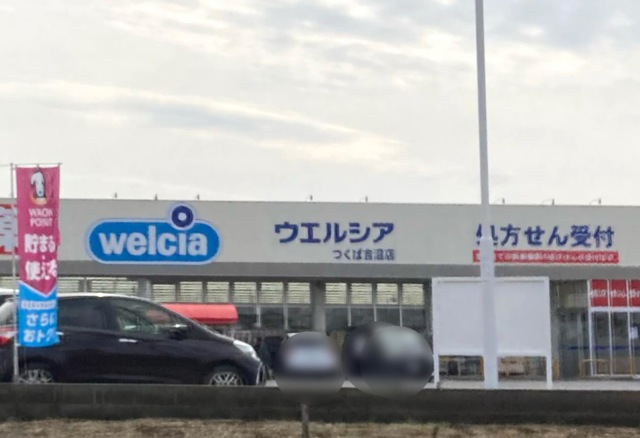 薬
welcia
ウエルシア
つくば吉沼店
処方せん受付
WAON
POINT
貯まる
使える
さらに
おトク